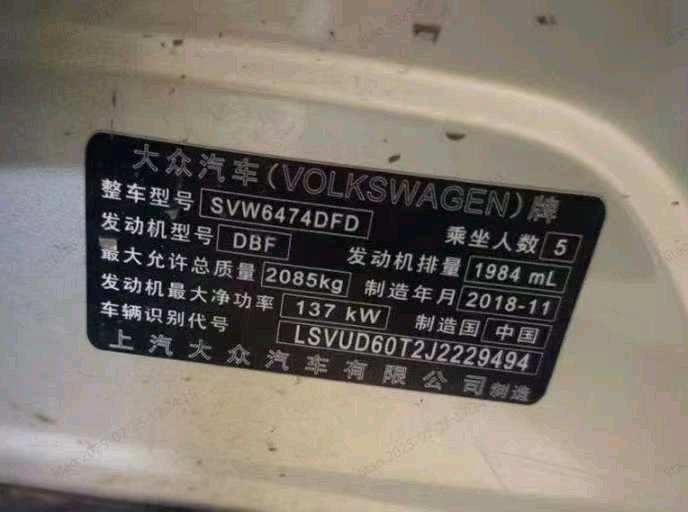 大众汽车(VOLKSWAGEN)牌
整车型号 SVW6474DFD 乘坐人数 5
发动机型号 DBF 发动机排量 1984 mL
最大允许总质量 2085kg 制造年月 2018-11
发动机最大净功率 137 kW 制造国 中国
车辆识别代号 LSVUD60T2J2229494
上汽大众汽车有限公司制造